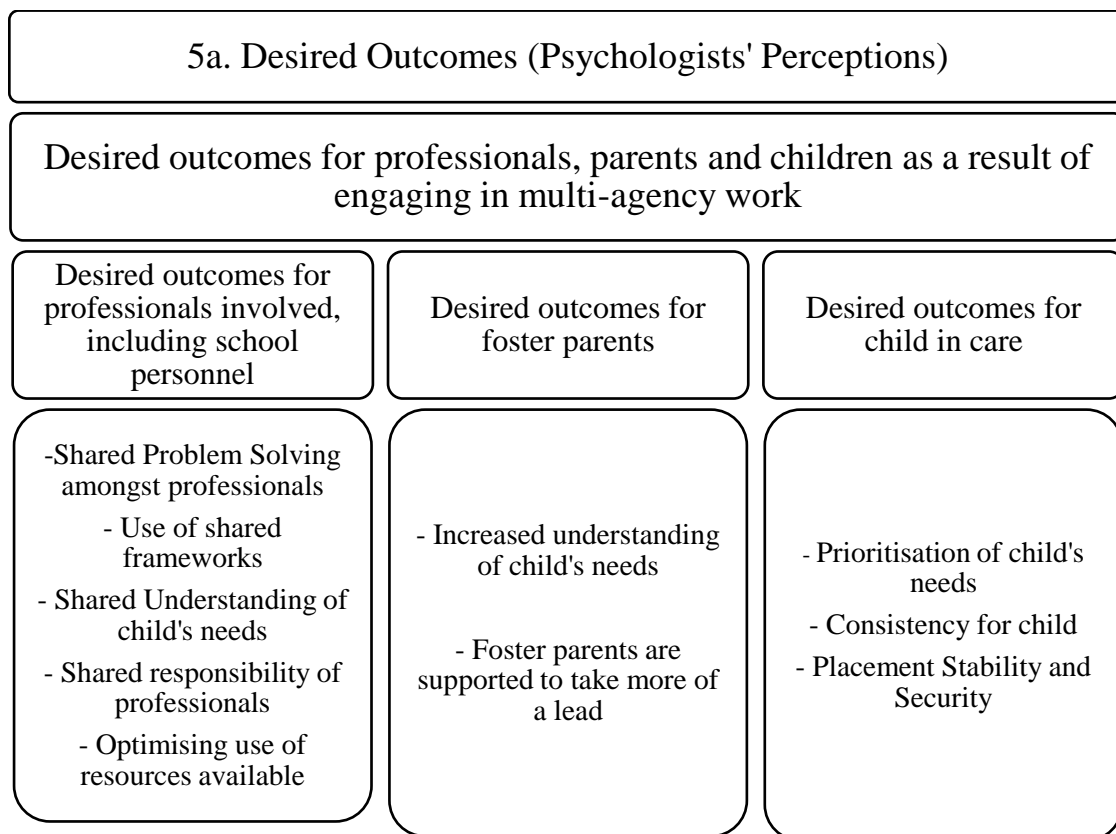 5a. Desired Outcomes (Psychologists' Perceptions)
Desired outcomes for professionals, parents and children as a result of
engaging in multi-agency work
Desired outcomes for
professionals involved,
including school
personnel
Desired outcomes for
foster parents
Desired outcomes for
child in care
-Shared Problem Solving
amongst professionals
- Use of shared
frameworks
- Shared Understanding of
child's needs
- Shared responsibility of
professionals
- Optimising use of
resources available
- Increased understanding
of child's needs
- Foster parents are
supported to take more of
a lead
- Prioritisation of child's
needs
- Consistency for child
- Placement Stability and
Security